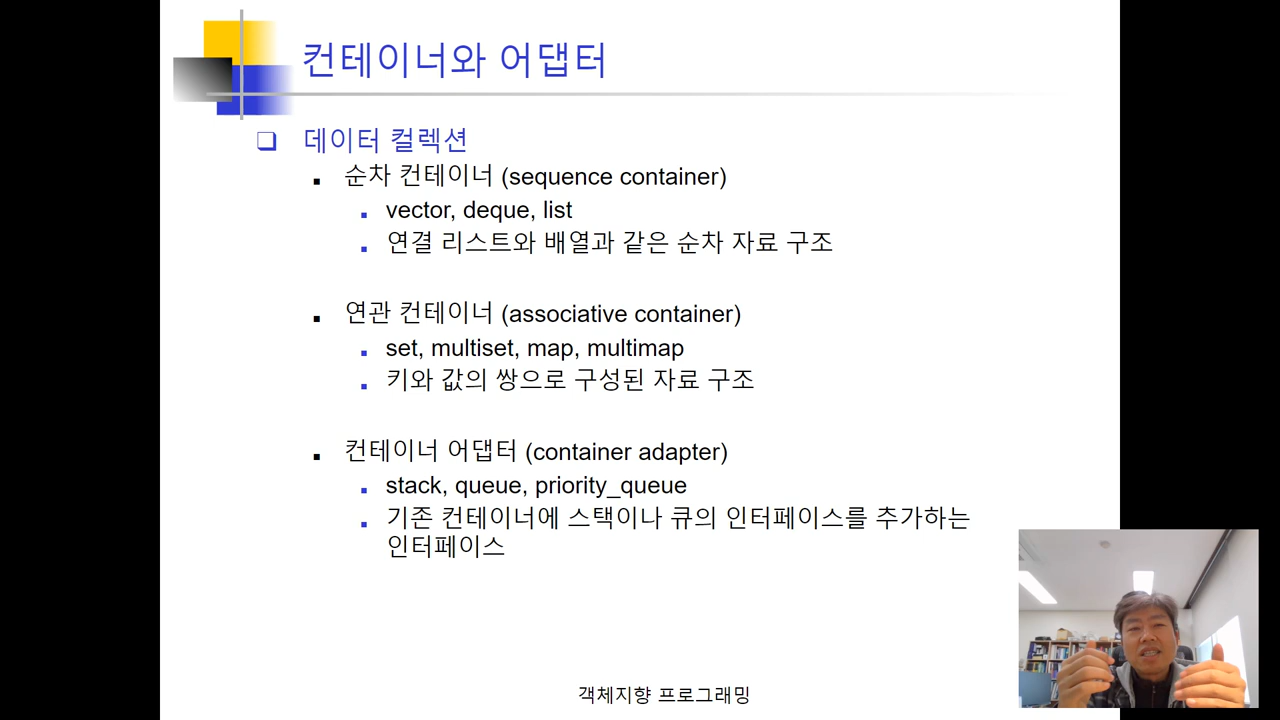 컨테이너와 어댑터
데이터 컬렉션
순차 컨테이너 (sequence container)
vector, deque, list
연결 리스트와 배열과 같은 순차 자료 구조
연관 컨테이너 (associative container)
set, multiset, map, multimap
키와 값의 쌍으로 구성된 자료 구조
컨테이너 어댑터 (container adapter)
stack, queue, priority_queue
기존 컨테이너에 스택이나 큐의 인터페이스를 추가하는
인터페이스
객체지향 프로그래밍